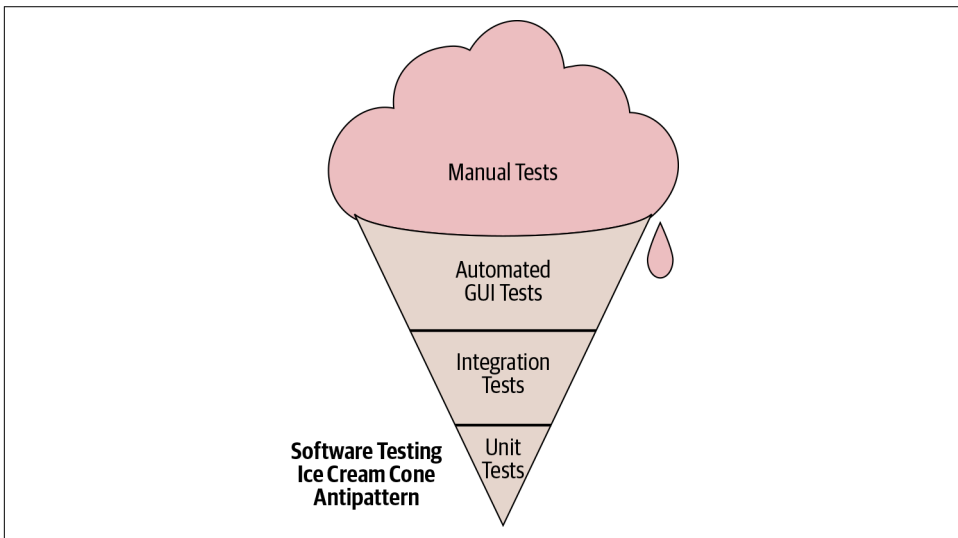 Manual Tests
Automated
GUI Tests
Integration
Tests
Unit
Tests
Software Testing
Ice Cream Cone
Antipattern